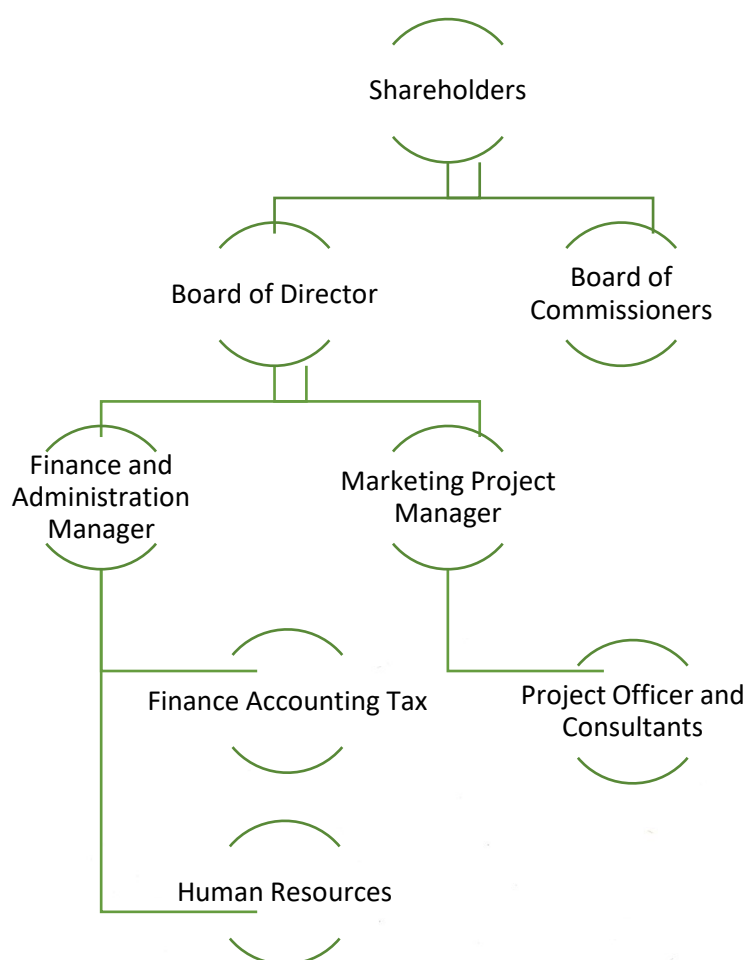 Shareholders
Board of Director
Board of
Commissioners
Finance and
Administration
Manager
Marketing Project
Manager
Finance Accounting Tax
Project Officer and
Consultants
Human Resources